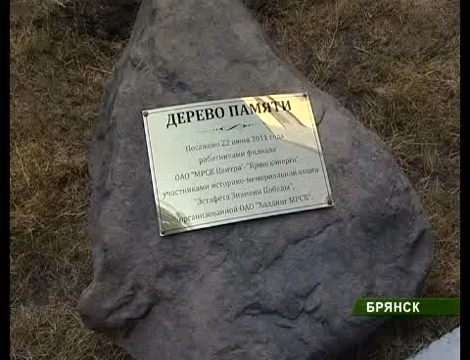 ДЕРЕВО ПАМЯТИ
Посажено 22 июня 2011 года
работниками филиала
ОАО "МРСК Центра"-"Брянскэнерго"
участниками историко-мемориальной акции
"Эстафета Знамени Победы",
организованной ОАО "Холдинг МРСК".
БРЯНСК